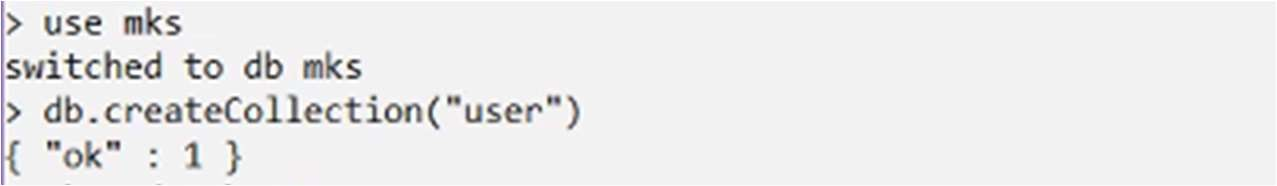 > use mks
switched to db mks
> db.createCollection("user")
{ "ok" : 1 }